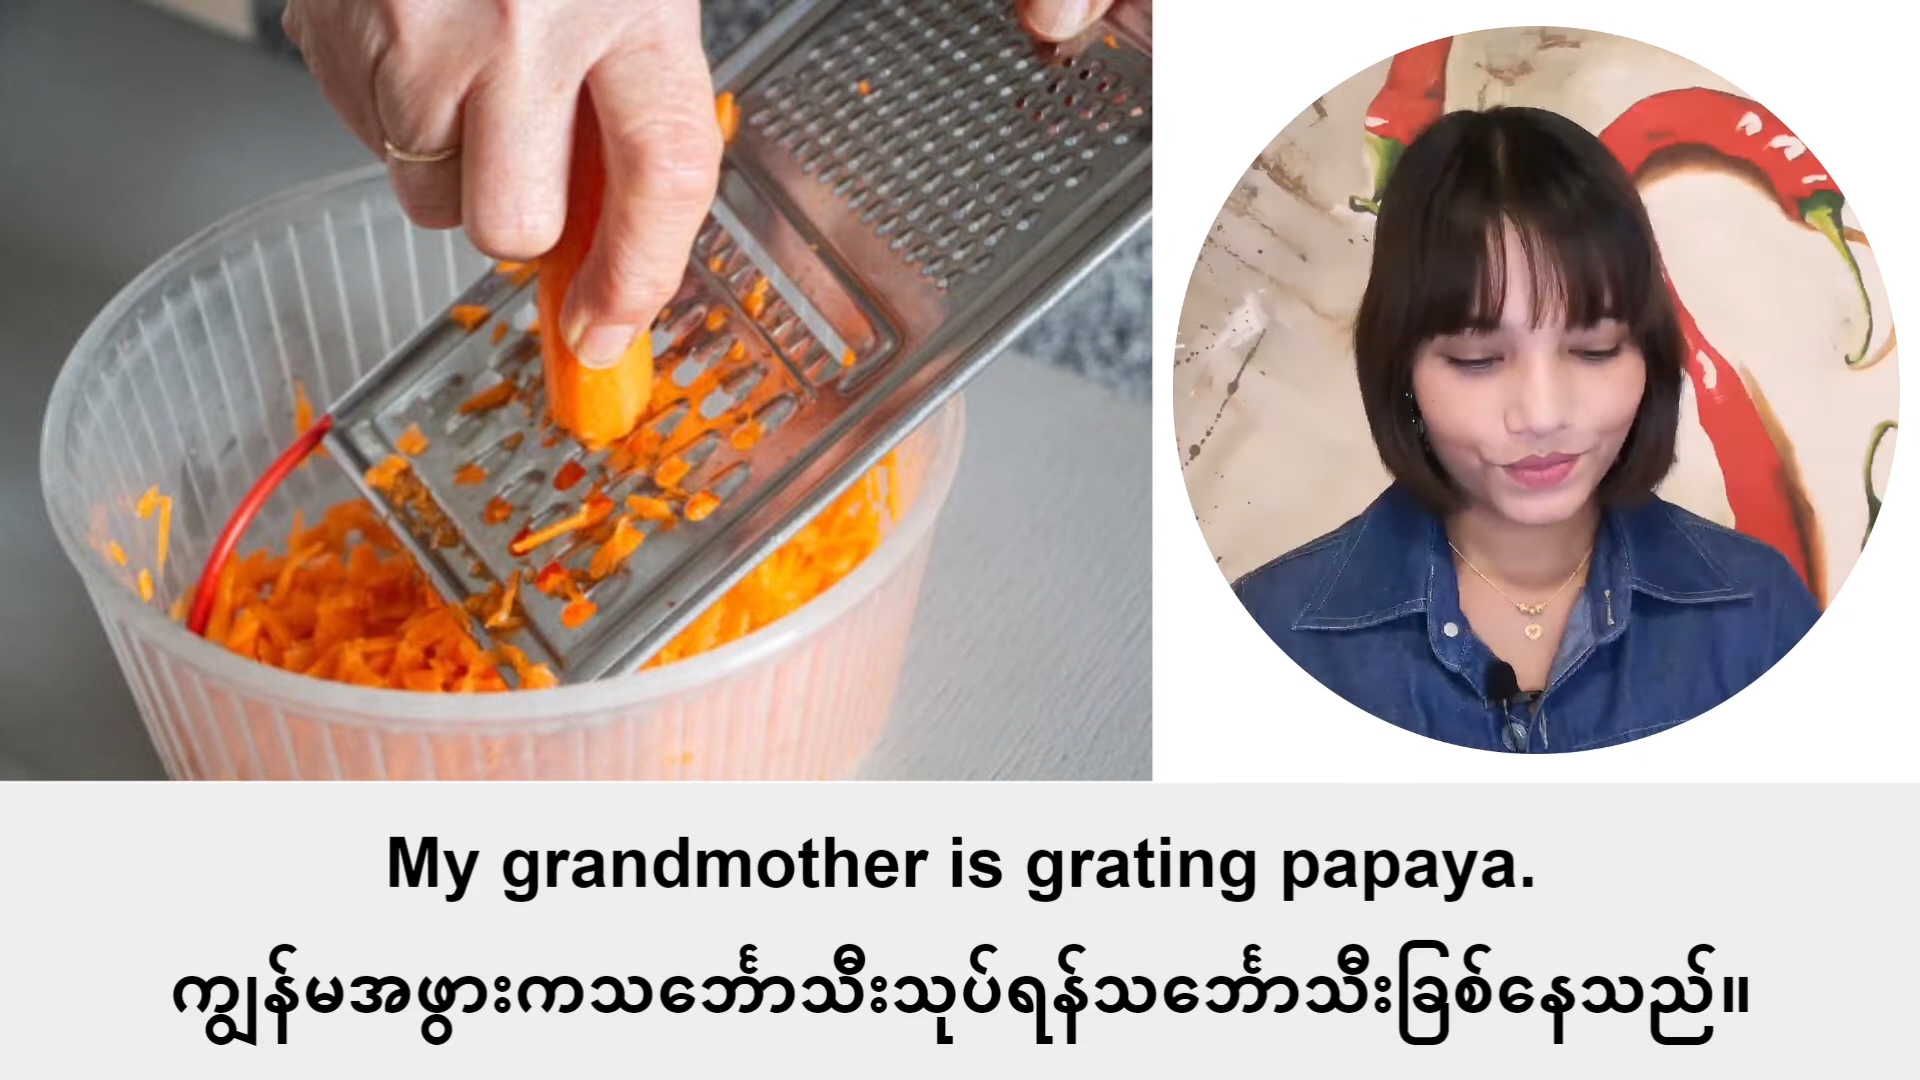 My grandmother is grating papaya.
ကျွန်မအဖွားကသင်္ဘောသီးသုပ်ရန်သင်္ဘောသီးခြစ်နေသည်။